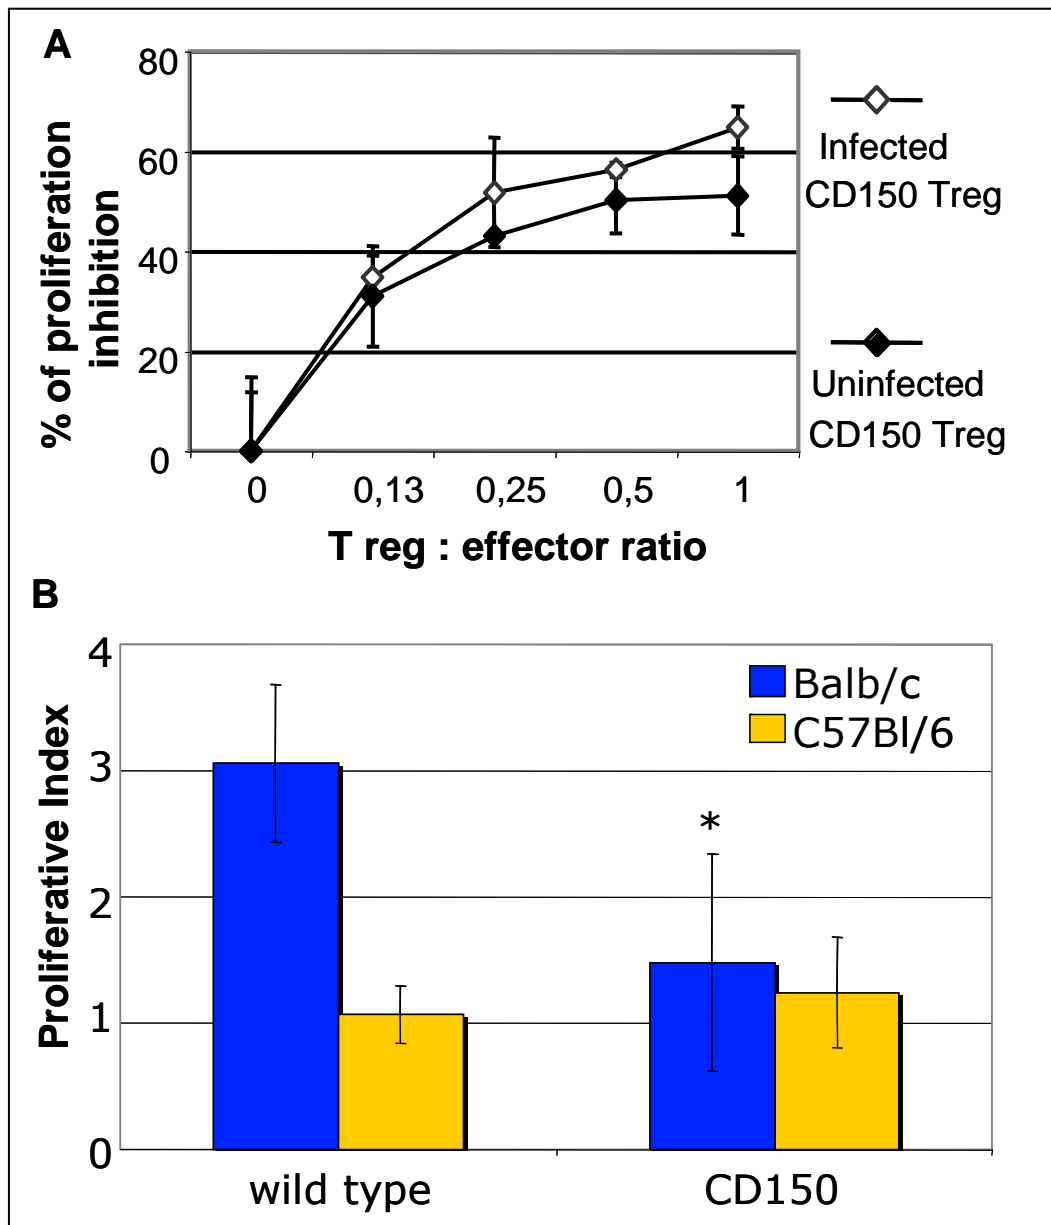 A
80
60
40
20
0
% of proliferation
inhibition
0 0,13 0,25 0,5 1
T reg : effector ratio
Infected
CD150 Treg
Uninfected
CD150 Treg
B
4
3
2
1
0
Proliferative Index
Balb/c
C57Bl/6
*
wild type CD150